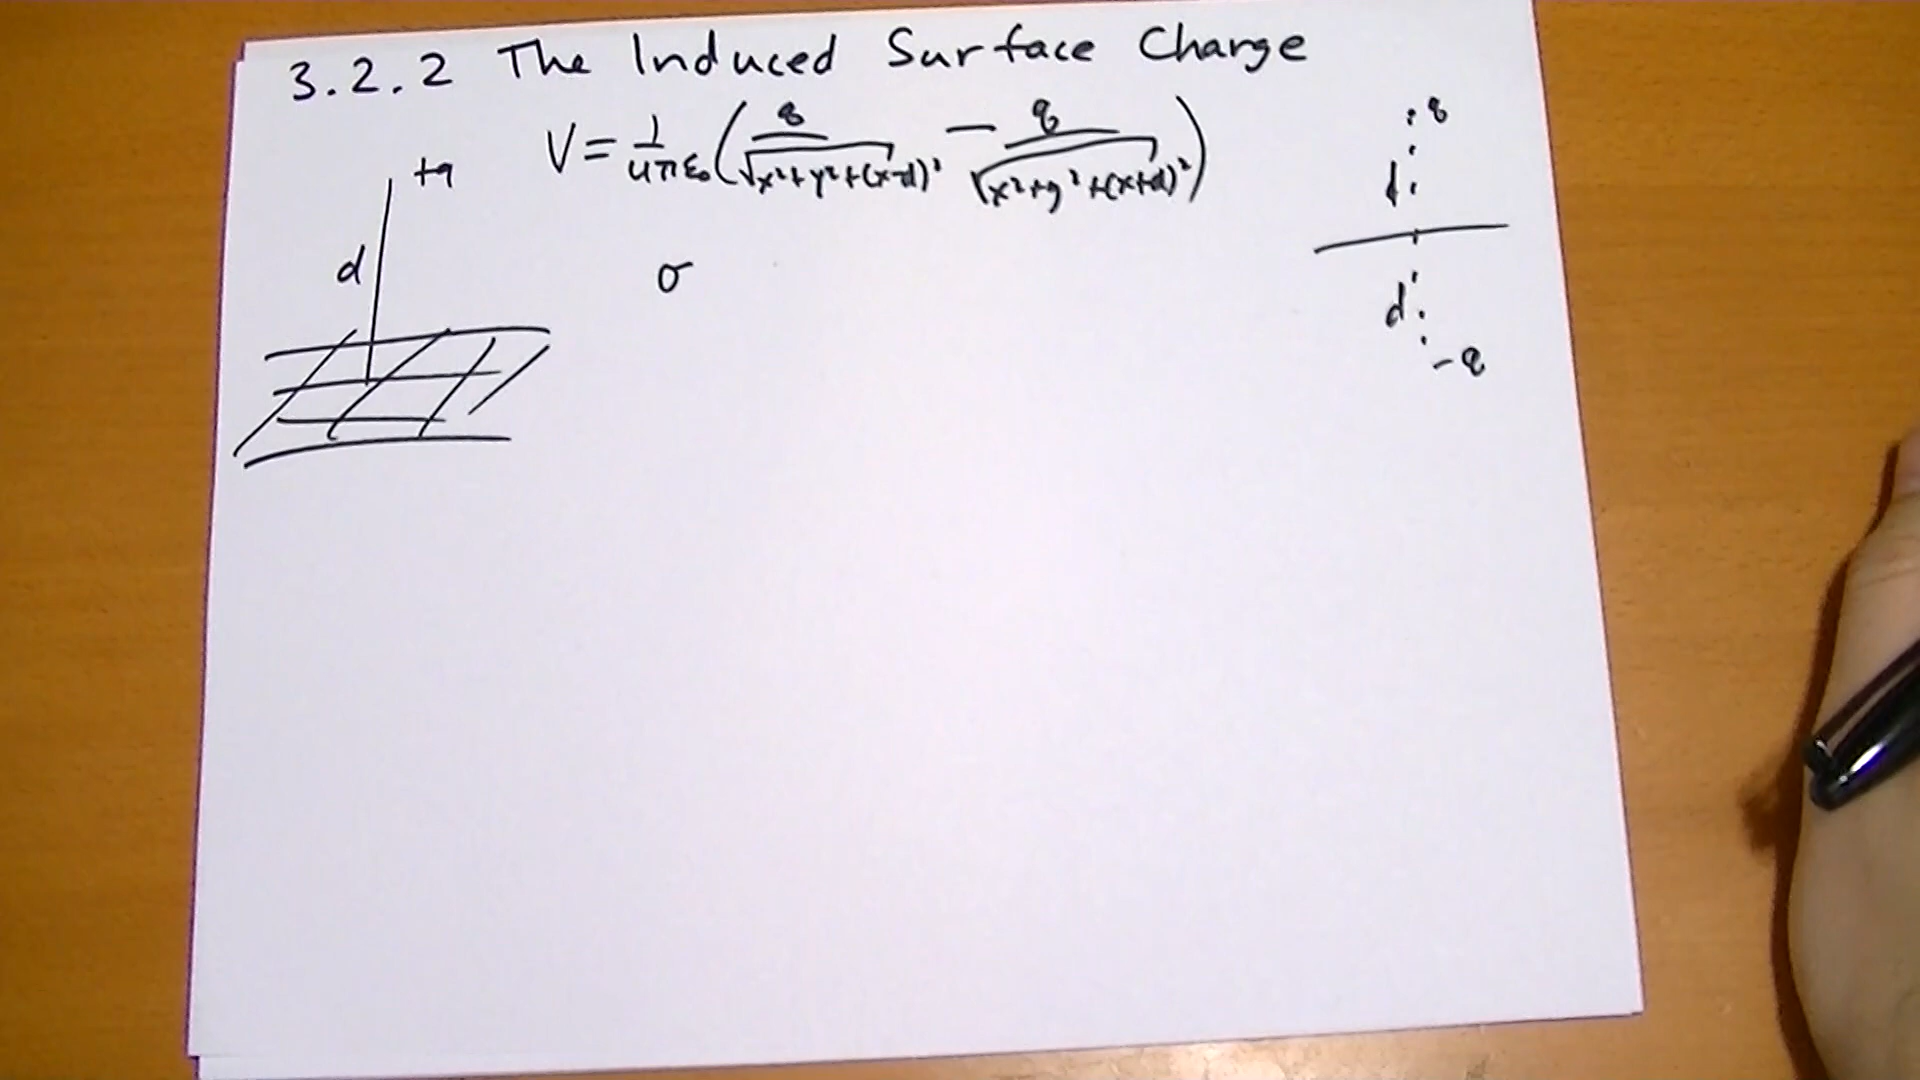 3.2.2 The Induced Surface Charge
V = 1/4πε₀ ( q/√x²+y²+(x-d)² − q/√x²+y²+(x+d)² )
+q
d
σ
q
d
d
-q